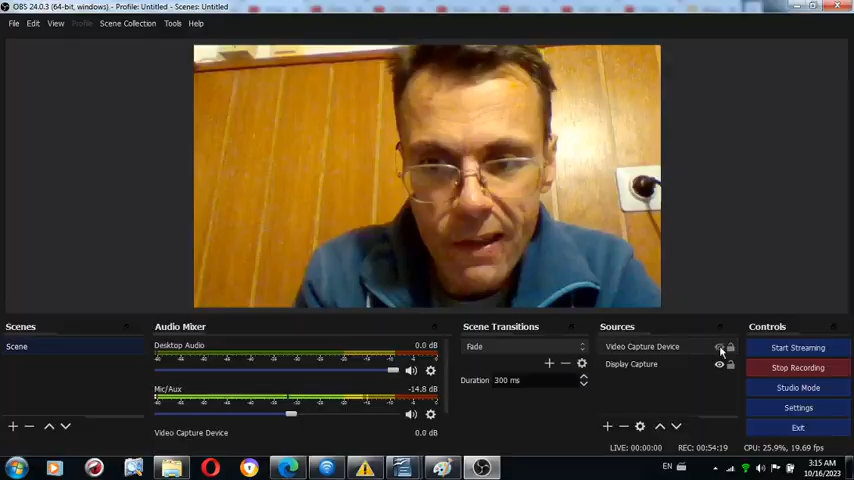 OBS 24.0.3 (64-bit, windows) - Profile: Untitled - Scenes: Untitled
File Edit View Profile Scene Collection Tools Help
Scenes Audio Mixer Scene Transitions Sources Controls
Scene
Desktop Audio 0.0 dB
Mic/Aux -14.8 dB
Video Capture Device 0.0 dB
Fade
Duration 300 ms
Video Capture Device
Display Capture
Start Streaming
Stop Recording
Studio Mode
Settings
Exit
LIVE: 00:00:00 REC: 00:54:19 CPU: 25.9%, 19.69 fps
EN 3:15 AM
10/16/2023